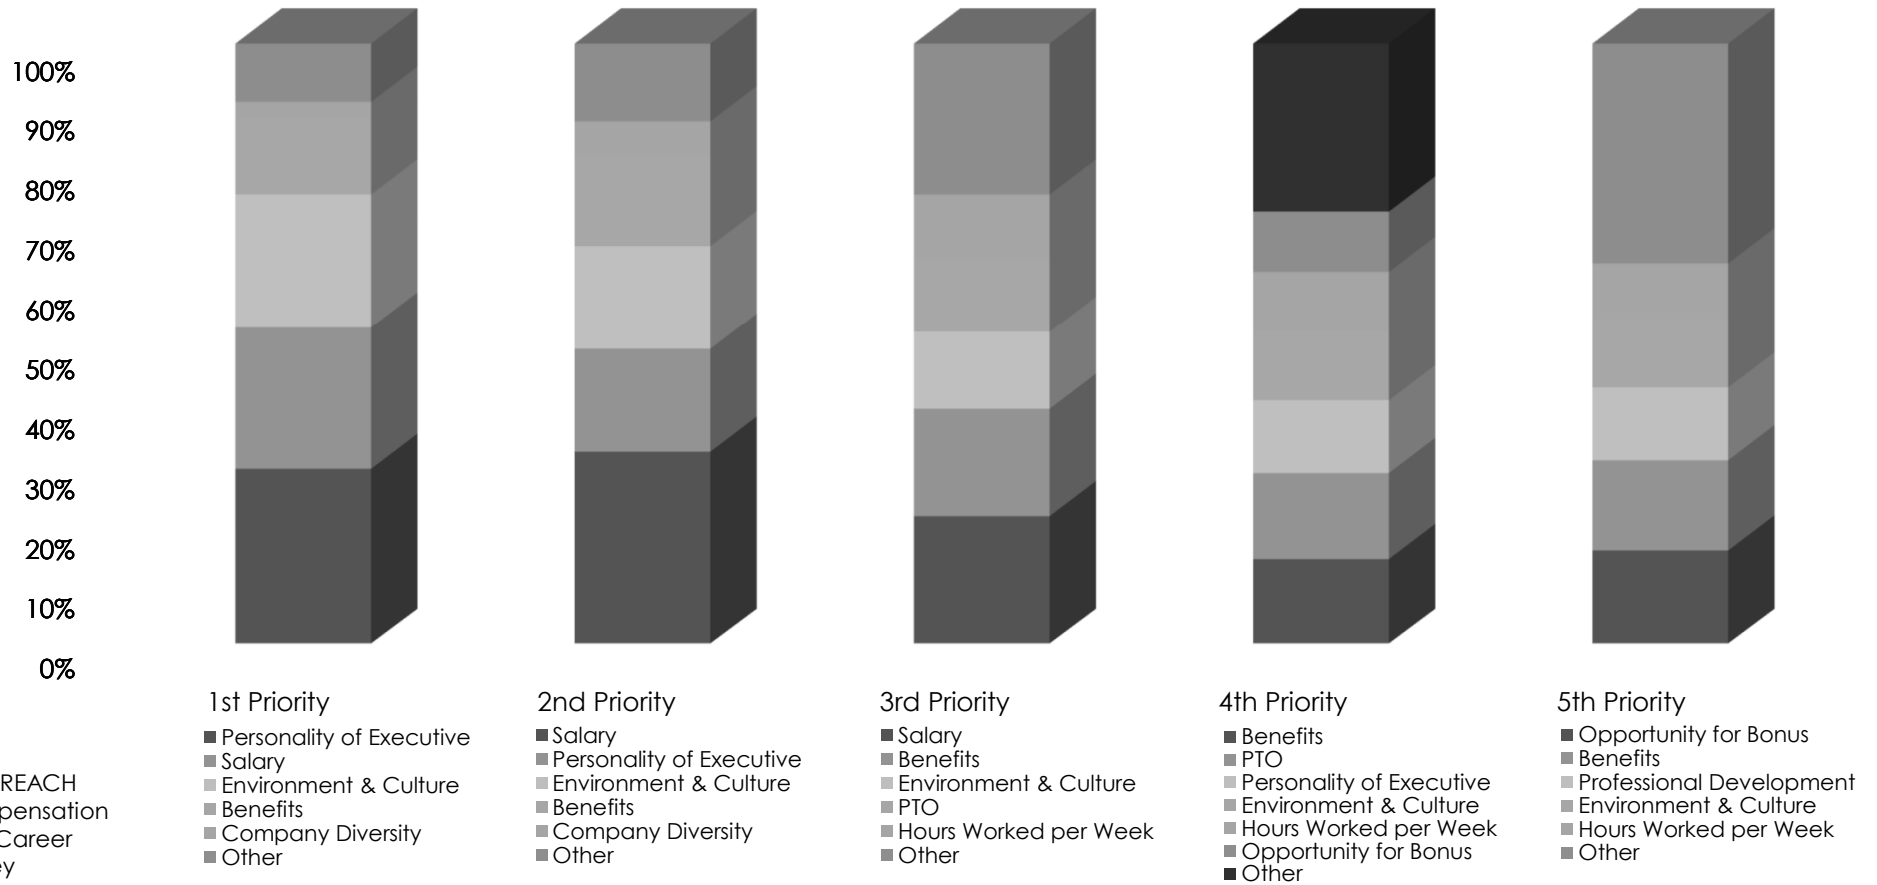 100%
90%
80%
70%
60%
50%
40%
30%
20%
10%
0%
1st Priority
Personality of Executive
Salary
Environment & Culture
Benefits
Company Diversity
Other
2nd Priority
Salary
Personality of Executive
Environment & Culture
Benefits
Company Diversity
Other
3rd Priority
Salary
Benefits
Environment & Culture
PTO
Hours Worked per Week
Other
4th Priority
Benefits
PTO
Personality of Executive
Environment & Culture
Hours Worked per Week
Opportunity for Bonus
Other
5th Priority
Opportunity for Bonus
Benefits
Professional Development
Environment & Culture
Hours Worked per Week
Other
REACH
pensation
Career